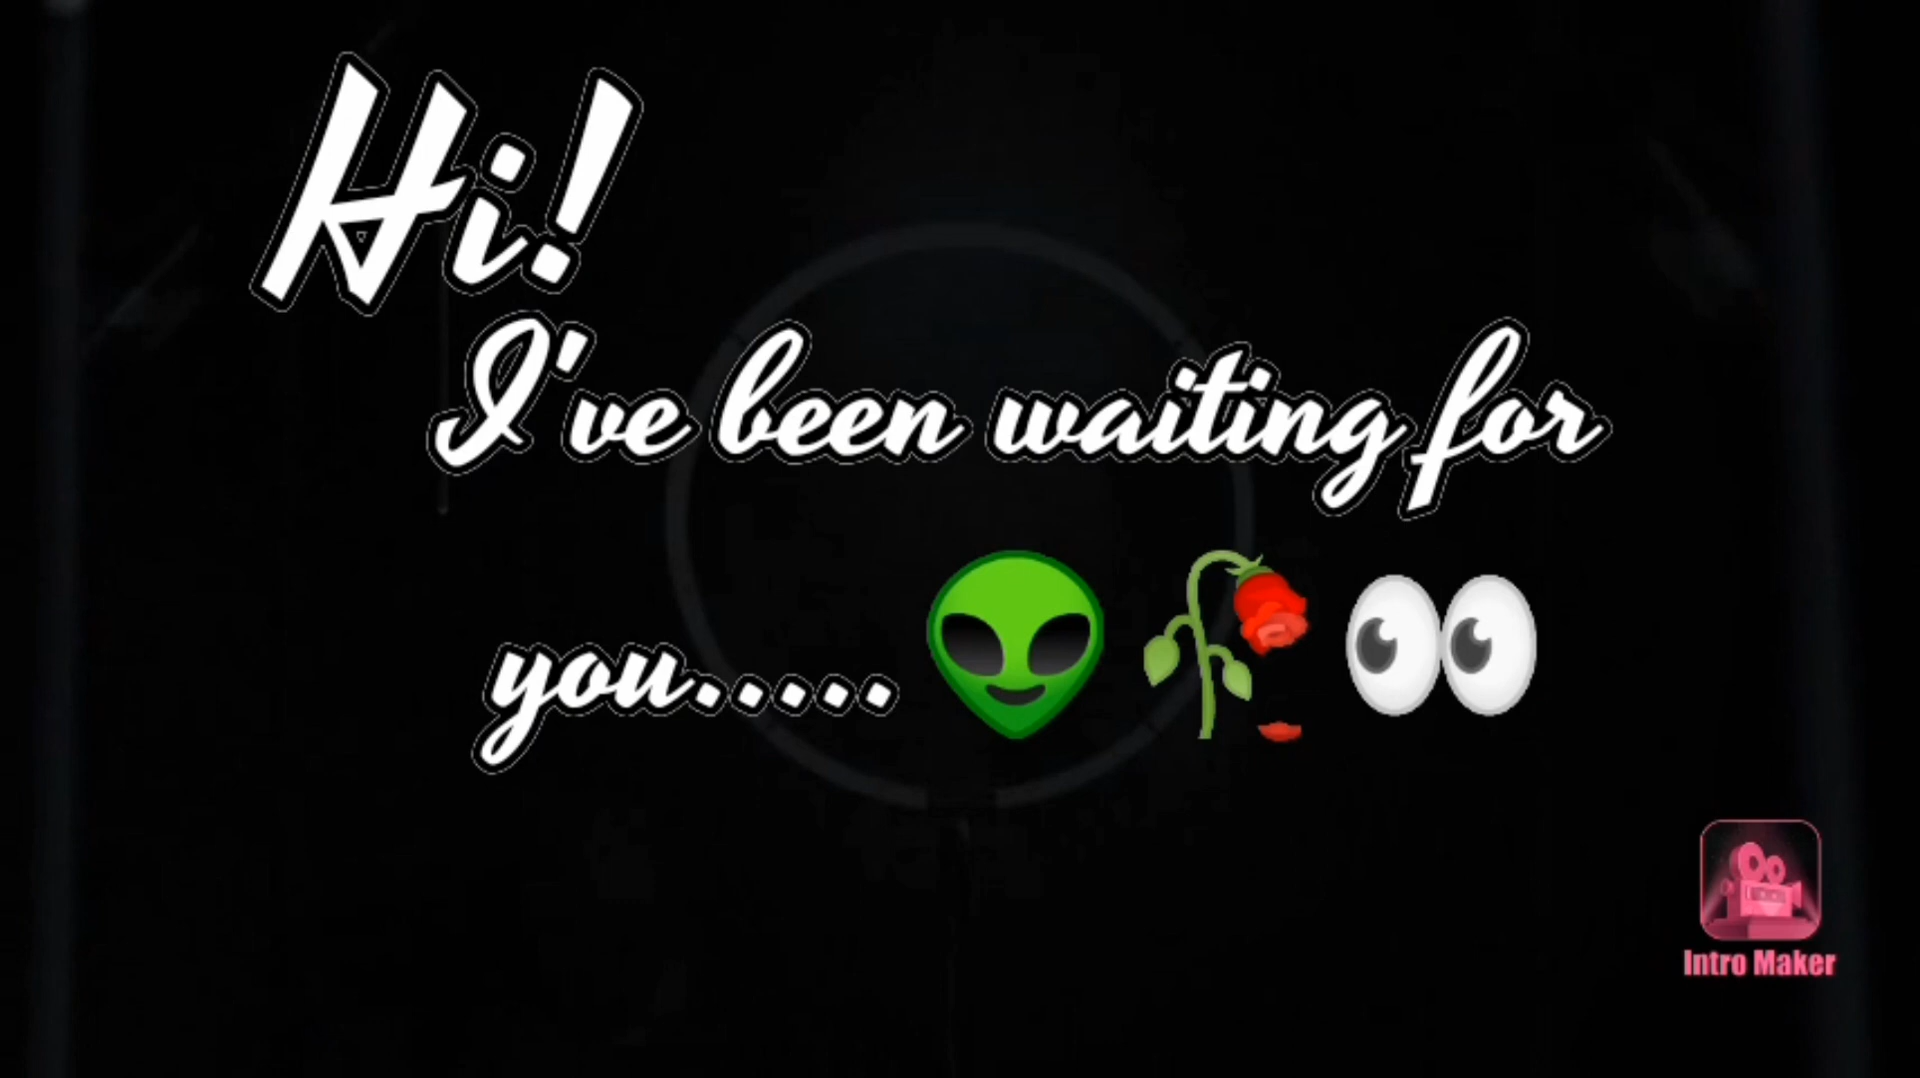 Hi!
I've been waiting for
you.....👽🥀👀
Intro Maker